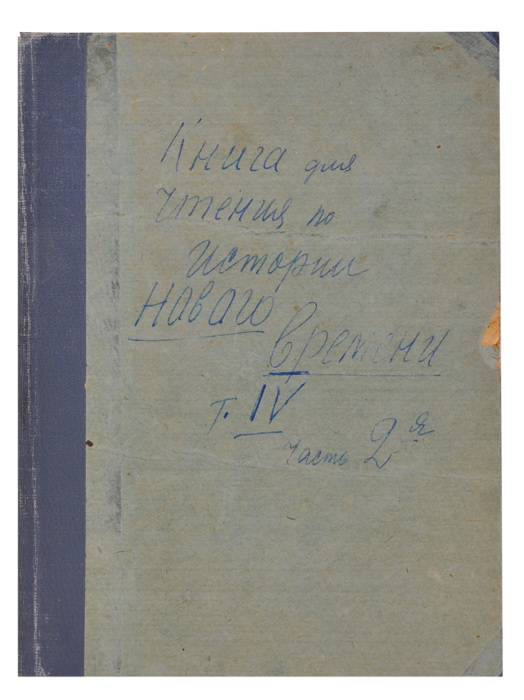 Книга для
чтения по
истории
Новаго
Времени
Т. IV
Часть 2я